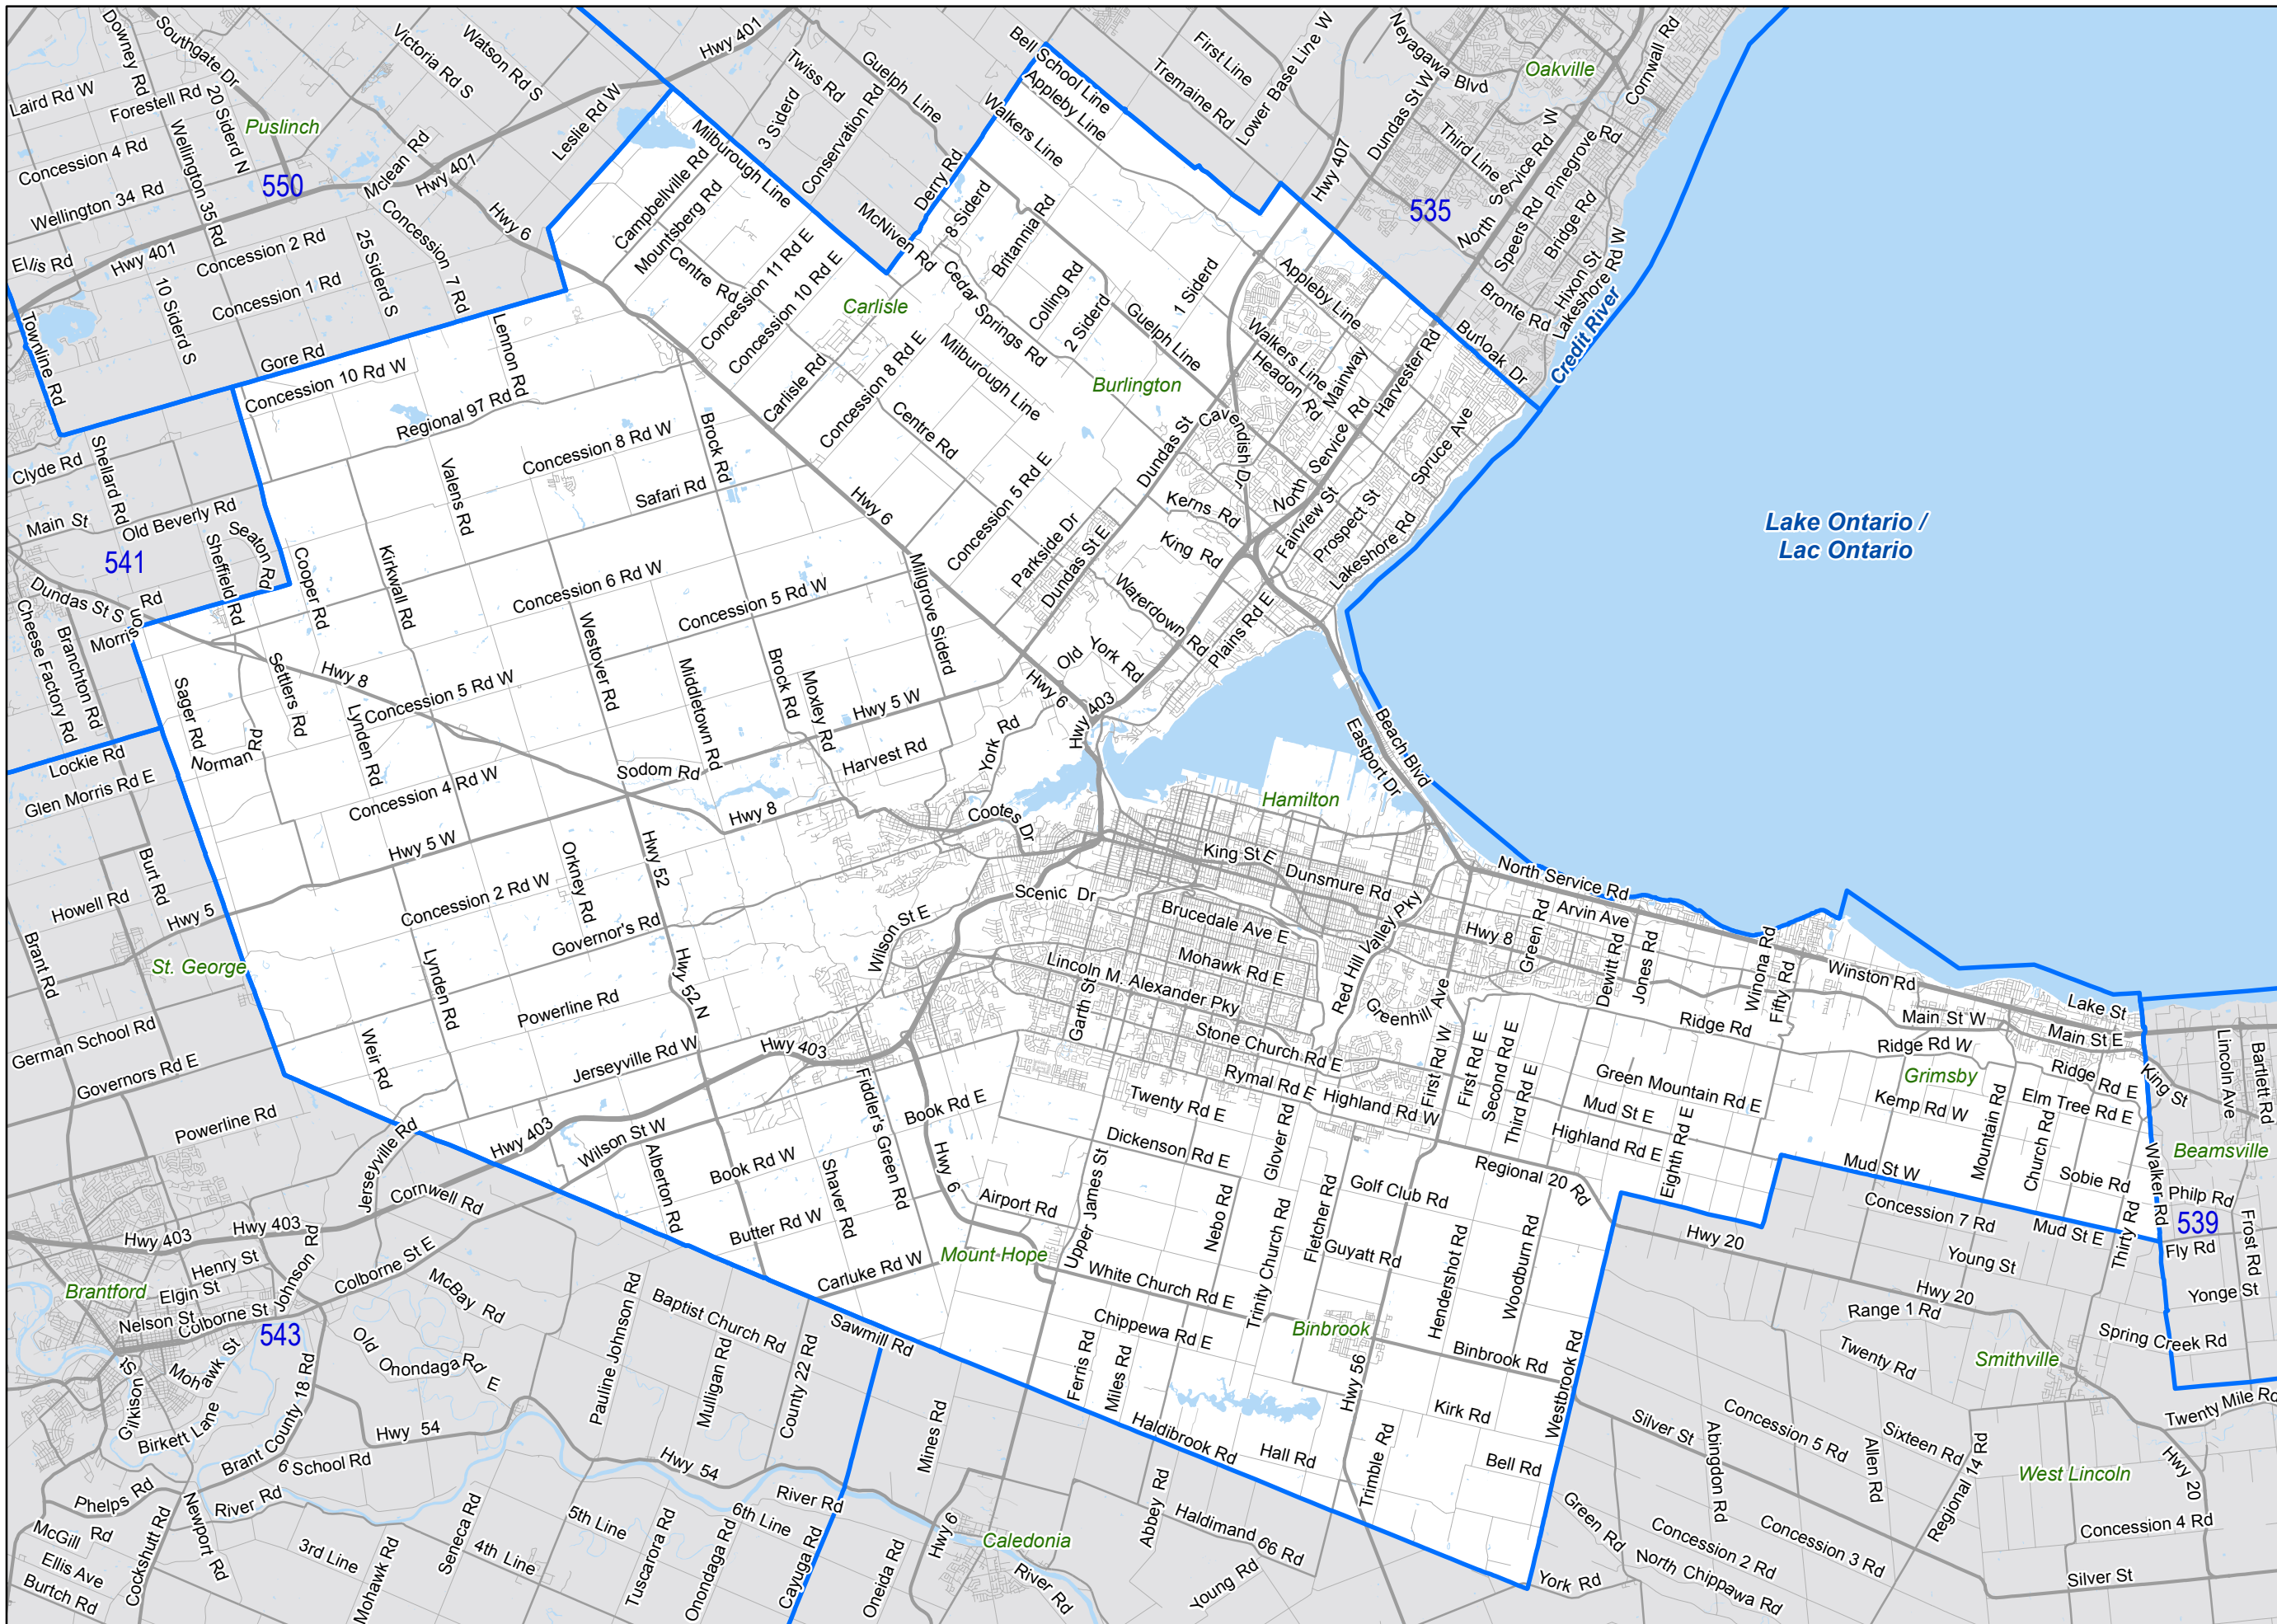 Downey Rd
Southgate Dr
Victoria Rd S
Watson Rd S
Hwy 401
Twiss Rd
Guelph Line
Bell School Line
First Line
Tremaine Rd
Lower Base Line W
Neyagawa Blvd
Oakville
Cornwall Rd
Laird Rd W
Forestell Rd
20 Siderd N
Puslinch
Concession 4 Rd
Wellington 34 Rd
Wellington 35 Rd
550
Mclean Rd
Hwy 401
Leslie Rd W
Milburough Line
3 Siderd
Conservation Rd
Appleby Line
Walkers Line
Derry Rd
Hwy 407
Dundas St W
Third Line
North Service Rd W
Pinegrove Rd
535
Speers Rd
Bridge Rd
Hixon St
Lakeshore Rd W
Bronte Rd
Credit River
Ellis Rd
Hwy 401
Concession 2 Rd
Concession 1 Rd
10 Siderd S
25 Siderd S
Concession 7 Rd
Hwy 6
Campbellville Rd
Mountsberg Rd
Centre Rd
Concession 11 Rd E
Concession 10 Rd E
McNiven Rd
8 Siderd
Britannia Rd
Carlisle
Cedar Springs Rd
Colling Rd
2 Siderd
1 Siderd
Guelph Line
Appleby Line
Walkers Line
Headon Rd
Mainway
Harvester Rd
Burloak Dr
Townline Rd
Gore Rd
Lennon Rd
Concession 10 Rd W
Regional 97 Rd
Carlisle Rd
Concession 8 Rd E
Milburough Line
Centre Rd
Burlington
Dundas St
Cavendish Dr
North Service Rd
Spruce Ave
Clyde Rd
Shellard Rd
Main St
Old Beverly Rd
Seaton Rd
541
Sheffield Rd
Cooper Rd
Kirkwall Rd
Valens Rd
Concession 8 Rd W
Safari Rd
Brock Rd
Hwy 6
Concession 5 Rd E
Parkside Dr
Dundas St E
Kerns Rd
King Rd
Fairview St
Prospect St
Lakeshore Rd
Lake Ontario /
Lac Ontario
Dundas St S
Cheese Factory Rd
Branchton Rd
Morrison Rd
Concession 6 Rd W
Concession 5 Rd W
Westover Rd
Millgrove Siderd
Waterdown Rd
Plains Rd E
Old York Rd
Hwy 6
Hwy 403
Sager Rd
Settlers Rd
Hwy 8
Concession 5 Rd W
Lynden Rd
Norman Rd
Middletown Rd
Brock Rd
Moxley Rd
Hwy 5 W
Harvest Rd
York Rd
Eastport Dr
Beach Blvd
Lockie Rd
Glen Morris Rd E
Concession 4 Rd W
Sodom Rd
Hwy 8
Cootes Dr
Hamilton
Hwy 5 W
Burt Rd
Howell Rd
Hwy 5
Brant Rd
St. George
Concession 2 Rd W
Orkney Rd
Hwy 52
Governor's Rd
Wilson St E
Scenic Dr
King St E
Dunsmure Rd
Brucedale Ave E
Mohawk Rd E
Lincoln M. Alexander Pky
Garth St
Red Hill Valley Pky
Greenhill Ave
North Service Rd
Arvin Ave
Hwy 8
Green Rd
Dewitt Rd
Jones Rd
Winona Rd
Fifty Rd
Winston Rd
Lake St
Main St W
Main St E
German School Rd
Governors Rd E
Lynden Rd
Powerline Rd
Hwy 52 N
Weir Rd
Jerseyville Rd W
Hwy 403
Stone Church Rd E
Rymal Rd E
Highland Rd W
First Rd W
First Rd E
Second Rd E
Third Rd E
Ridge Rd
Green Mountain Rd E
Mud St E
Highland Rd E
Eighth Rd E
Ridge Rd W
Grimsby
Kemp Rd W
Mountain Rd
Church Rd
Ridge Rd E
Elm Tree Rd E
King St
Lincoln Ave
Bartlett Rd
Beamsville
Powerline Rd
Jerseyville Rd
Hwy 403
Wilson St W
Fiddler's Green Rd
Book Rd E
Twenty Rd E
Dickenson Rd E
Glover Rd
Regional 20 Rd
Mud St W
Sobie Rd
Walker Rd
Philp Rd
539
Fly Rd
Frost Rd
Yonge St
Cornwell Rd
Alberton Rd
Book Rd W
Shaver Rd
Butter Rd W
Carluke Rd W
Hwy 6
Airport Rd
Upper James St
Mount Hope
Nebo Rd
Trinity Church Rd
Fletcher Rd
Golf Club Rd
Guyatt Rd
Hendershot Rd
Woodburn Rd
Hwy 20
Concession 7 Rd
Mud St E
Thirty Rd
Young St
Hwy 20
Range 1 Rd
Spring Creek Rd
Hwy 403
Hwy 403
Henry St
Elgin St
Nelson St
Colborne St
Johnson Rd
Colborne St E
Brantford
543
Mohawk St
Gilkison St
Birkett Lane
Brant County 18 Rd
McBay Rd
Old Onondaga Rd E
Hwy 54
Pauline Johnson Rd
Baptist Church Rd
Mulligan Rd
County 22 Rd
Sawmill Rd
White Church Rd E
Chippewa Rd E
Ferris Rd
Miles Rd
Binbrook
Binbrook Rd
Hwy 56
Kirk Rd
Westbrook Rd
Haldibrook Rd
Hall Rd
Trimble Rd
Bell Rd
Twenty Rd
Smithville
Twenty Mile Rd
Silver St
Abingdon Rd
Concession 5 Rd
Allen Rd
Sixteen Rd
Regional 14 Rd
West Lincoln
Hwy 20
Phelps Rd
6 School Rd
River Rd
Newport Rd
Cockshutt Rd
McGill Rd
Ellis Ave
Burtch Rd
3rd Line
Mohawk Rd
Seneca Rd
4th Line
5th Line
Tuscarora Rd
Onondaga Rd
6th Line
Hwy 54
River Rd
Cayuga Rd
Oneida Rd
Mines Rd
Hwy 6
Caledonia
River Rd
Abbey Rd
Haldimand 66 Rd
Young Rd
York Rd
Green Rd
Concession 2 Rd
North Chippawa Rd
Concession 3 Rd
Concession 4 Rd
Silver St